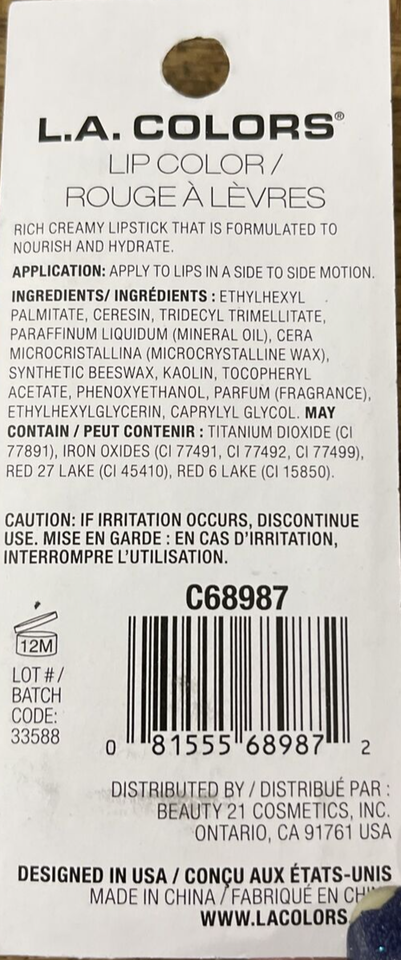 L.A. COLORS®
LIP COLOR /
ROUGE À LÈVRES
RICH CREAMY LIPSTICK THAT IS FORMULATED TO
NOURISH AND HYDRATE.
APPLICATION: APPLY TO LIPS IN A SIDE TO SIDE MOTION.
INGREDIENTS/ INGRÉDIENTS : ETHYLHEXYL
PALMITATE, CERESIN, TRIDECYL TRIMELLITATE,
PARAFFINUM LIQUIDUM (MINERAL OIL), CERA
MICROCRISTALLINA (MICROCRYSTALLINE WAX),
SYNTHETIC BEESWAX, KAOLIN, TOCOPHERYL
ACETATE, PHENOXYETHANOL, PARFUM (FRAGRANCE),
ETHYLHEXYLGLYCERIN, CAPRYLYL GLYCOL. MAY
CONTAIN / PEUT CONTENIR : TITANIUM DIOXIDE (CI
77891), IRON OXIDES (CI 77491, CI 77492, CI 77499),
RED 27 LAKE (CI 45410), RED 6 LAKE (CI 15850).
CAUTION: IF IRRITATION OCCURS, DISCONTINUE
USE. MISE EN GARDE : EN CAS D'IRRITATION,
INTERROMPRE L'UTILISATION.
C68987
12M
LOT # /
BATCH
CODE:
33588
0 81555 68987 2
DISTRIBUTED BY / DISTRIBUÉ PAR :
BEAUTY 21 COSMETICS, INC.
ONTARIO, CA 91761 USA
DESIGNED IN USA / CONÇU AUX ÉTATS-UNIS
MADE IN CHINA / FABRIQUÉ EN
WWW.LACOLORS